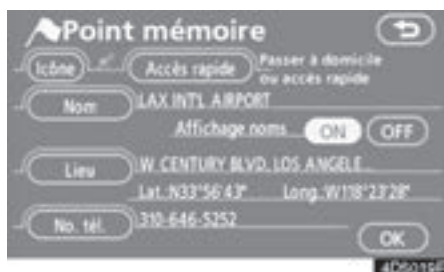 Point mémoire
Icône Accès rapide Passer à domicile
ou accès rapide
Nom LAX INT'L AIRPORT
Affichage noms ON OFF
Lieu W CENTURY BLVD, LOS ANGELE...
Lat.:N33°56'43" Long.:W118°23'28"
No. tél. 310-646-5252
OK